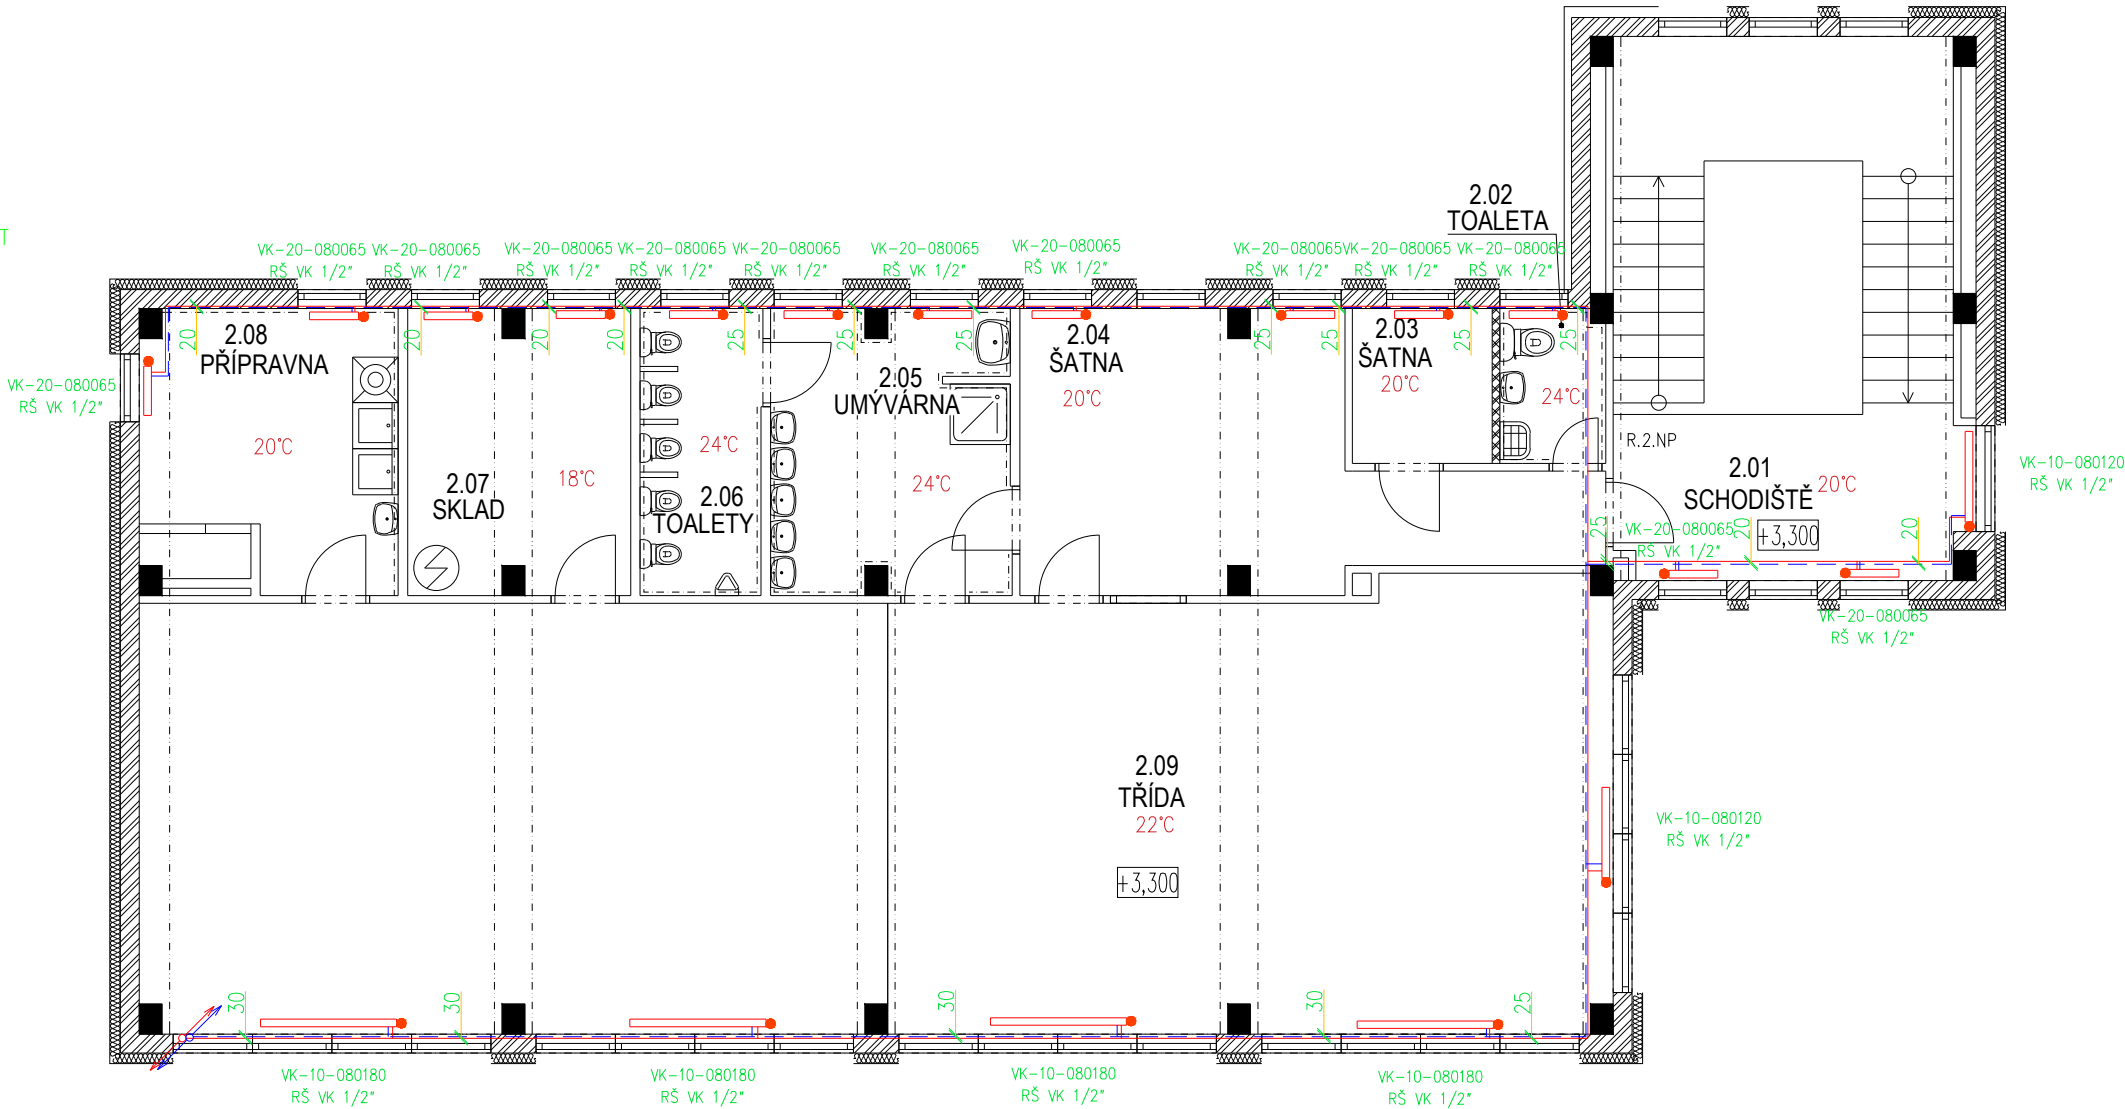 2.02
TOALETA
T
VK-20-080065
RŠ VK 1/2"
VK-20-080065
RŠ VK 1/2"
VK-20-080065
RŠ VK 1/2"
VK-20-080065
RŠ VK 1/2"
VK-20-080065
RŠ VK 1/2"
VK-20-080065
RŠ VK 1/2"
VK-20-080065
RŠ VK 1/2"
VK-20-080065
RŠ VK 1/2"
VK-20-080065
RŠ VK 1/2"
VK-20-080065
RŠ VK 1/2"
20
20
20
20
25
25
25
25
25
25
25
VK-20-080065
RŠ VK 1/2"
2.08
PŘÍPRAVNA
20°C
2.07
SKLAD
18°C
2.06
TOALETY
24°C
2.05
UMÝVÁRNA
24°C
2.04
ŠATNA
20°C
2.03
ŠATNA
20°C
24°C
R.2.NP
2.01
SCHODIŠTĚ
20°C
+3,300
VK-10-080120
RŠ VK 1/2"
25
VK-20-080065
RŠ VK 1/2"
20
20
VK-20-080065
RŠ VK 1/2"
2.09
TŘÍDA
22°C
+3,300
VK-10-080120
RŠ VK 1/2"
30
30
30
30
25
VK-10-080180
RŠ VK 1/2"
VK-10-080180
RŠ VK 1/2"
VK-10-080180
RŠ VK 1/2"
VK-10-080180
RŠ VK 1/2"